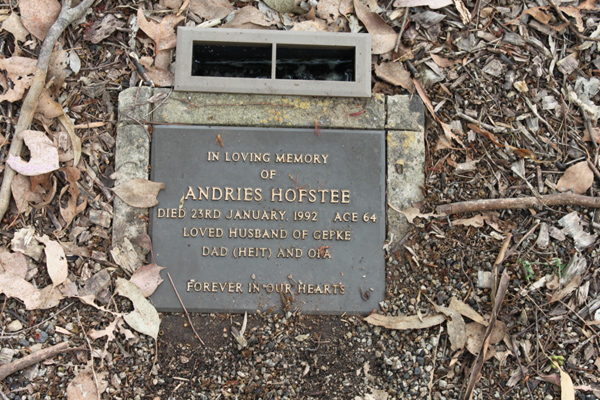 IN LOVING MEMORY
OF
ANDRIES HOFSTEE
DIED 23RD JANUARY, 1992 AGE 64
LOVED HUSBAND OF GEPKE
DAD (HEIT) AND OPA
FOREVER IN OUR HEARTS